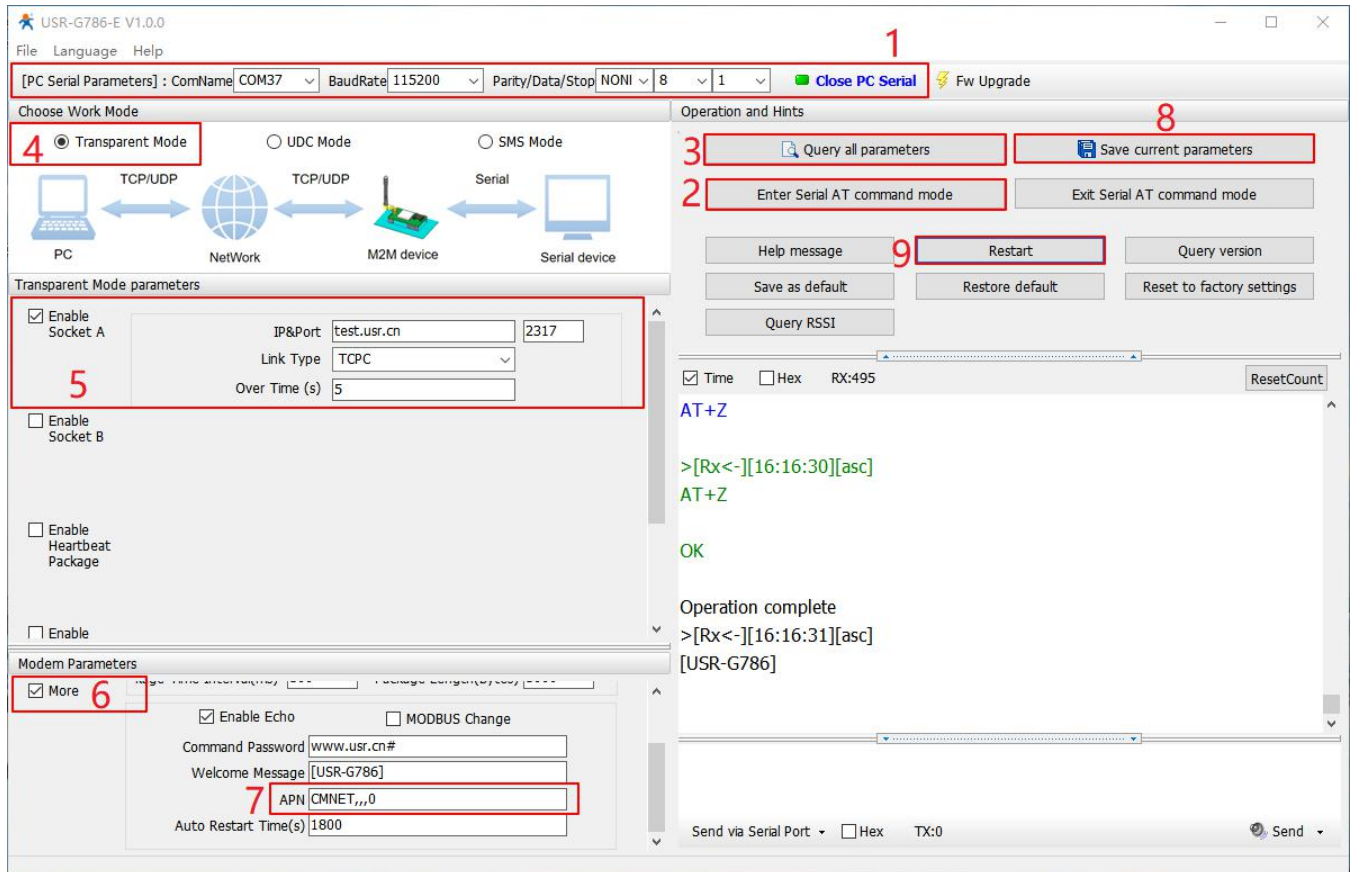 USR-G786-E V1.0.0
File Language Help
1
[PC Serial Parameters] : ComName COM37 BaudRate 115200 Parity/Data/Stop NONI 8 1 Close PC Serial Fw Upgrade
Choose Work Mode
4 Transparent Mode UDC Mode SMS Mode
TCP/UDP TCP/UDP Serial
PC NetWork M2M device Serial device
Transparent Mode parameters
Enable
Socket A
IP&Port test.usr.cn 2317
Link Type TCPC
5
Over Time (s) 5
Enable
Socket B
Enable
Heartbeat
Package
Enable
Modem Parameters
More 6
Enable Echo MODBUS Change
Command Password www.usr.cn#
Welcome Message [USR-G786]
7 APN CMNET,,,0
Auto Restart Time(s) 1800
Operation and Hints
8
3 Query all parameters Save current parameters
2 Enter Serial AT command mode Exit Serial AT command mode
Help message 9 Restart Query version
Save as default Restore default Reset to factory settings
Query RSSI
Time Hex RX:495 ResetCount
AT+Z
>[Rx<-][16:16:30][asc]
AT+Z
OK
Operation complete
>[Rx<-][16:16:31][asc]
[USR-G786]
Send via Serial Port Hex TX:0 Send